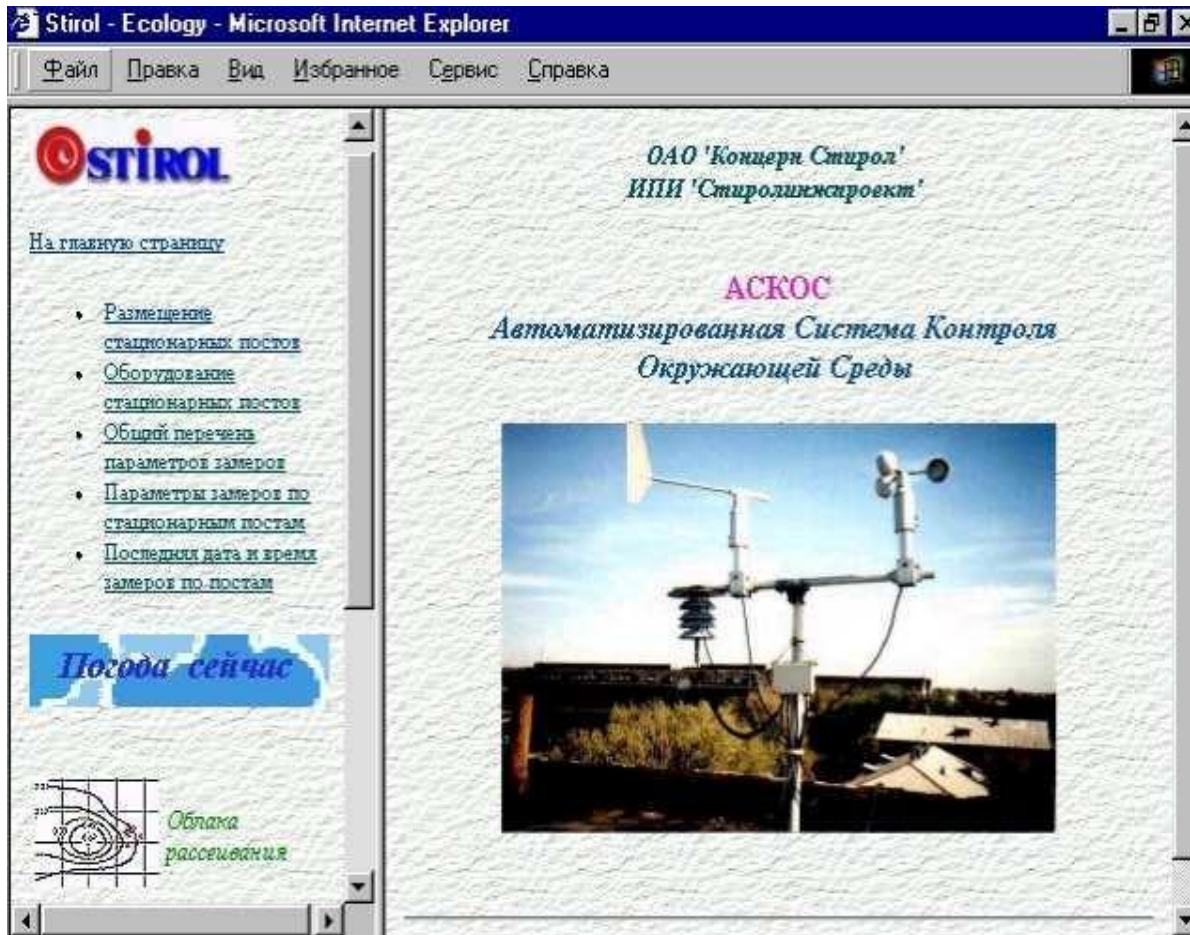 Stirol - Ecology - Microsoft Internet Explorer
Файл Правка Вид Избранное Сервис Справка
STIROL
На главную страницу
Размещение
стационарных постов
Оборудование
стационарных постов
Общий перечень
параметров замеров
Параметры замеров по
стационарным постам
Последняя дата и время
замеров по постам
Погода сейчас
Облака
рассеивания
ОАО 'Концерн Стирол'
ИПИ 'Стиролинжпроект'
АСКОС
Автоматизированная Система Контроля
Окружающей Среды